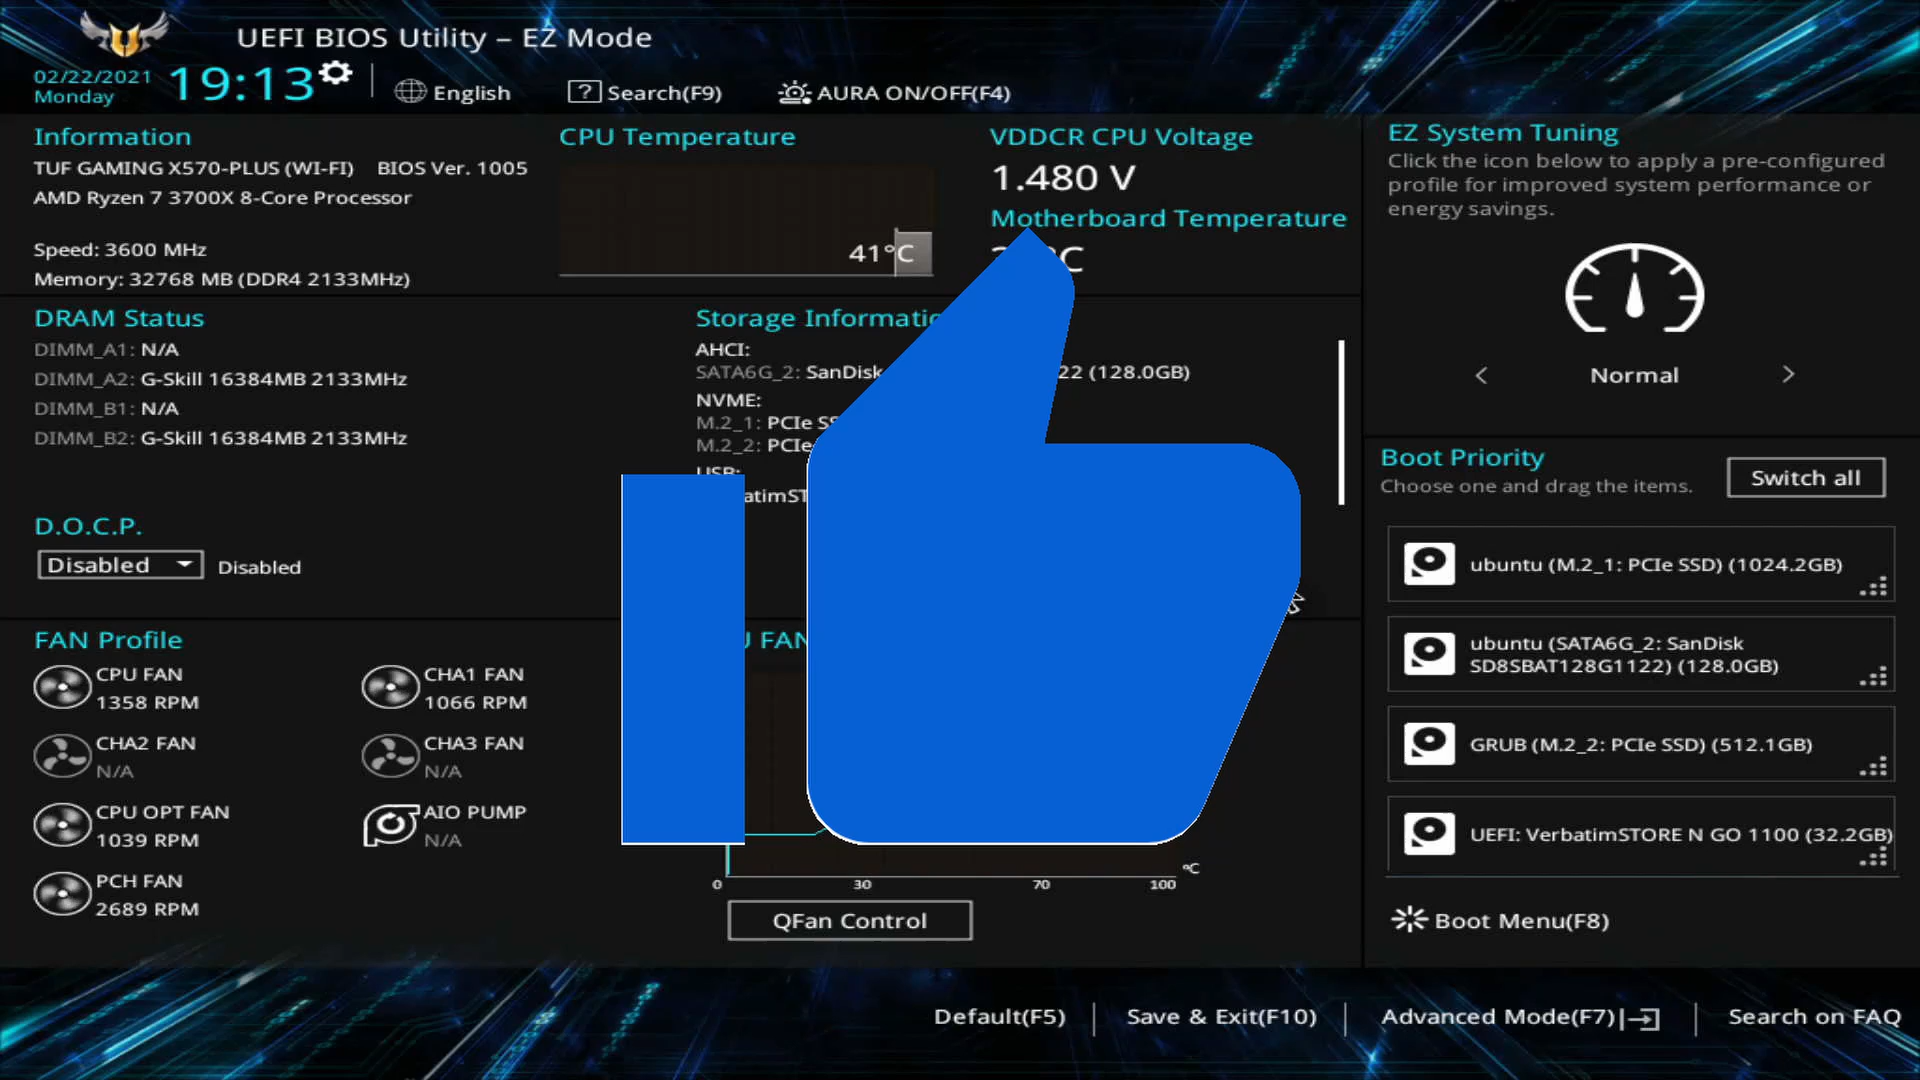 UEFI BIOS Utility – EZ Mode
02/22/2021
Monday
19:13
English
? Search(F9)
AURA ON/OFF(F4)
Information
TUF GAMING X570-PLUS (WI-FI) BIOS Ver. 1005
AMD Ryzen 7 3700X 8-Core Processor
Speed: 3600 MHz
Memory: 32768 MB (DDR4 2133MHz)
CPU Temperature
41°C
VDDCR CPU Voltage
1.480 V
Motherboard Temperature
C
EZ System Tuning
Click the icon below to apply a pre-configured
profile for improved system performance or
energy savings.
< Normal >
DRAM Status
DIMM_A1: N/A
DIMM_A2: G-Skill 16384MB 2133MHz
DIMM_B1: N/A
DIMM_B2: G-Skill 16384MB 2133MHz
Storage
AHCI:
SATA6G_2: SanDisk 22 (128.0GB)
NVME:
M.2_1: PCIe
M.2_2: PCIe
USB:
D.O.C.P.
Disabled Disabled
FAN Profile
CPU FAN
1358 RPM
CHA1 FAN
1066 RPM
CHA2 FAN
N/A
CHA3 FAN
N/A
CPU OPT FAN
1039 RPM
AIO PUMP
N/A
PCH FAN
2689 RPM
FAN
°C
0 30 70 100
QFan Control
Boot Priority
Choose one and drag the items.
Switch all
ubuntu (M.2_1: PCIe SSD) (1024.2GB)
ubuntu (SATA6G_2: SanDisk
SD8SBAT128G1122) (128.0GB)
GRUB (M.2_2: PCIe SSD) (512.1GB)
UEFI: VerbatimSTORE N GO 1100 (32.2GB)
Boot Menu(F8)
Default(F5)
Save & Exit(F10)
Advanced Mode(F7)
Search on FAQ